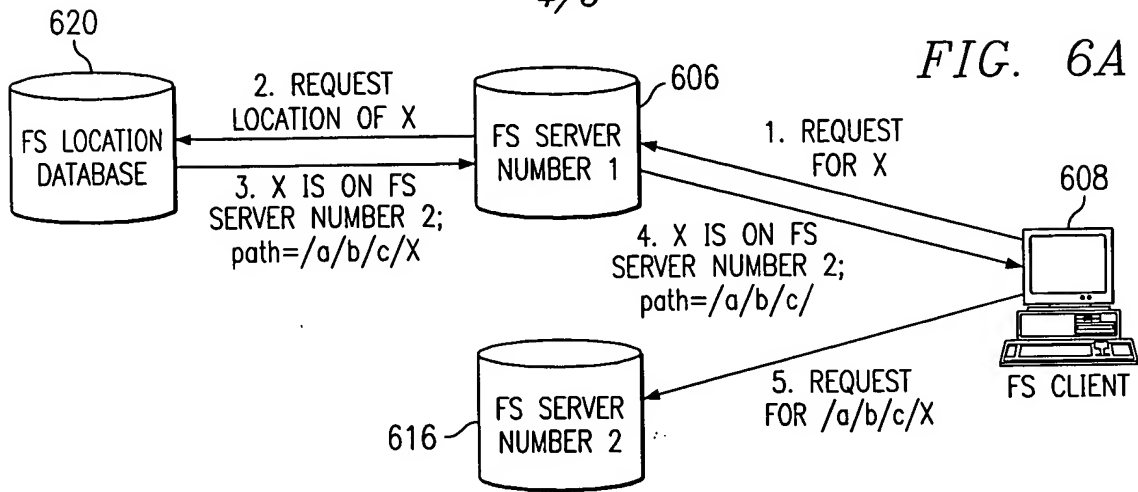 4/8
FIG. 6A
620
606
2. REQUEST
LOCATION OF X
FS LOCATION
DATABASE
FS SERVER
NUMBER 1
1. REQUEST
FOR X
3. X IS ON FS
SERVER NUMBER 2;
path=/a/b/c/X
608
4. X IS ON FS
SERVER NUMBER 2;
path=/a/b/c/
FS CLIENT
5. REQUEST
FOR /a/b/c/X
FS SERVER
NUMBER 2
616